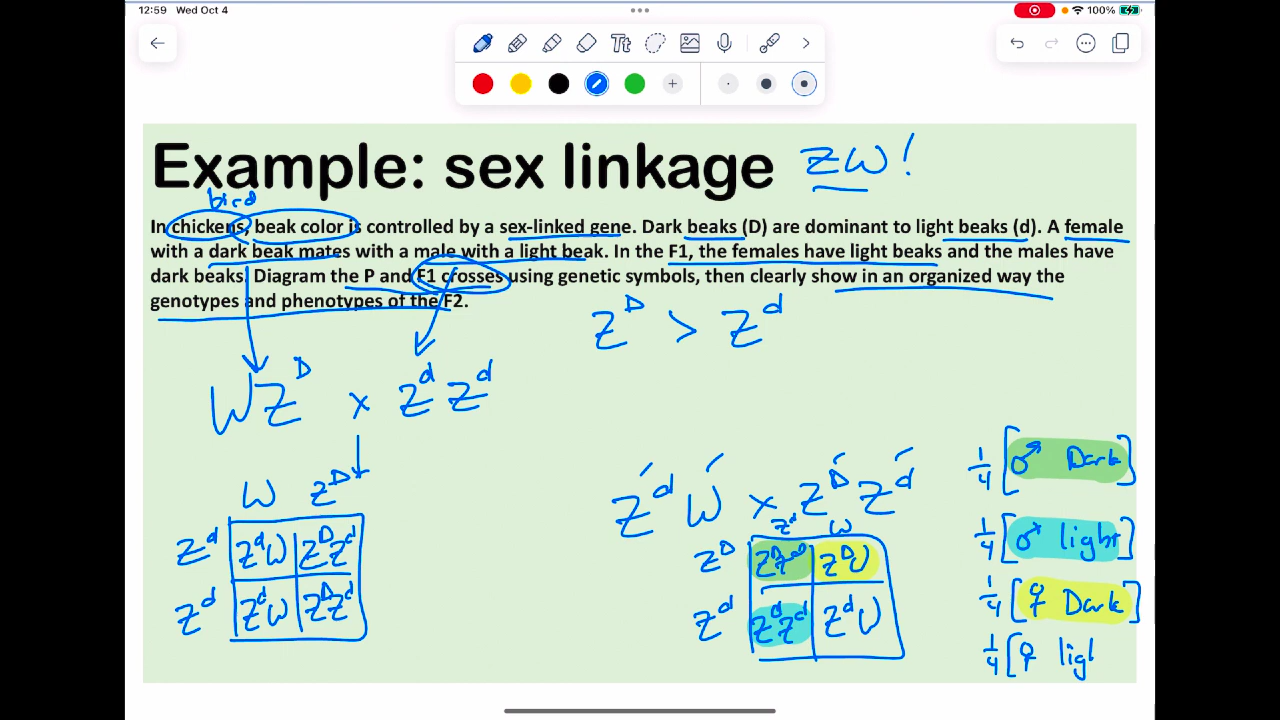 12:59 Wed Oct 4
100%
Tt
Example: sex linkage ZW!
bird
In chickens, beak color is controlled by a sex-linked gene. Dark beaks (D) are dominant to light beaks (d). A female
with a dark beak mates with a male with a light beak. In the F1, the females have light beaks and the males have
dark beaks. Diagram the P and F1 crosses using genetic symbols, then clearly show in an organized way the
genotypes and phenotypes of the F2.
Z^D > Z^d
WZ^D x Z^d Z^d
W Z^D
Z^d Z^dW Z^DZ^d
Z^d Z^dW Z^DZ^d
Z^d W x Z^D Z^d
Z^d W
Z^D Z^DZ^d Z^DW
Z^d Z^dZ^d Z^dW
1/4 [♂ Dark]
1/4 [♂ light]
1/4 [♀ Dark]
1/4 [♀ ligh